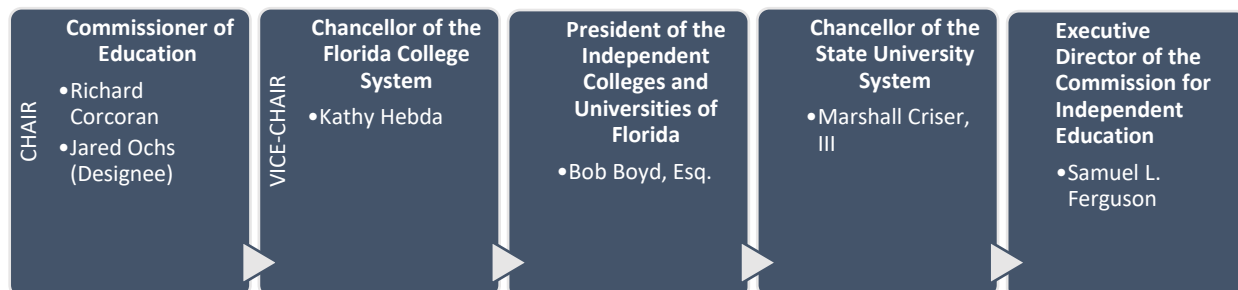 CHAIR
Commissioner of
Education
•Richard
Corcoran
•Jared Ochs
(Designee)
VICE-CHAIR
Chancellor of the
Florida College
System
•Kathy Hebda
President of the
Independent
Colleges and
Universities of
Florida
•Bob Boyd, Esq.
Chancellor of the
State University
System
•Marshall Criser,
III
Executive
Director of the
Commission for
Independent
Education
•Samuel L.
Ferguson